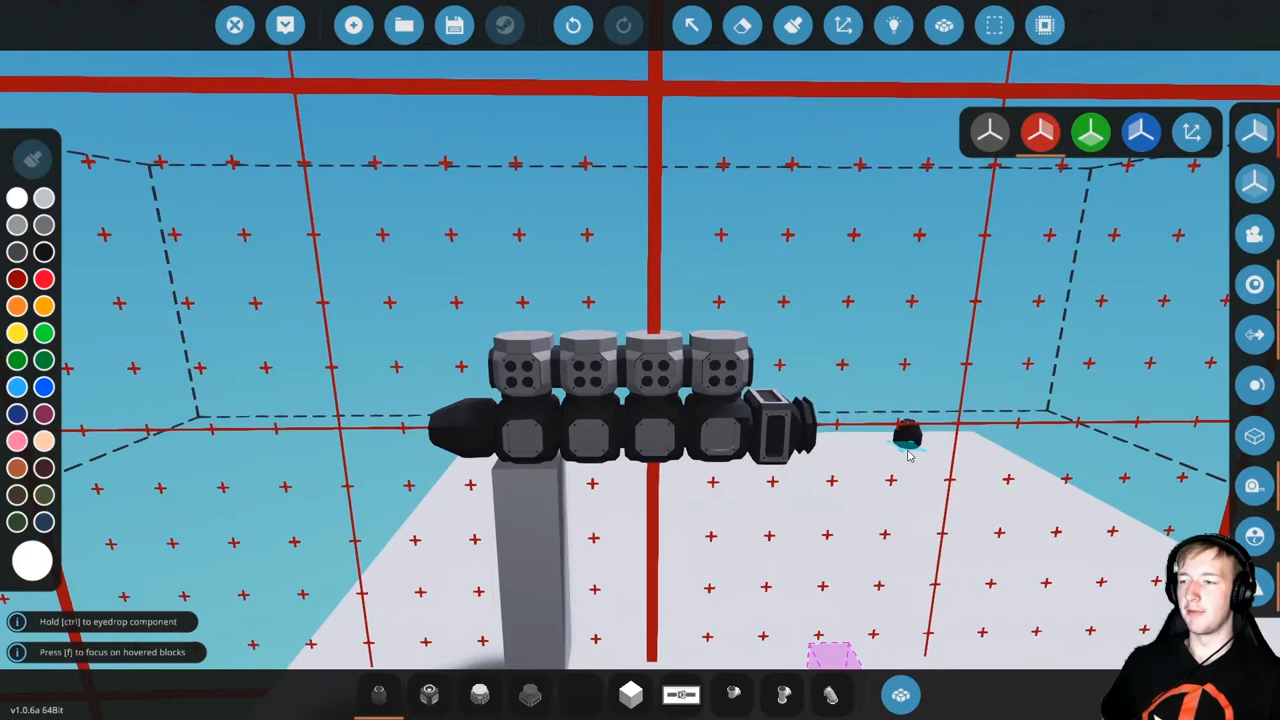 Hold [ctrl] to eyedrop component
Press [f] to focus on hovered blocks
v1.0.6a 64Bit